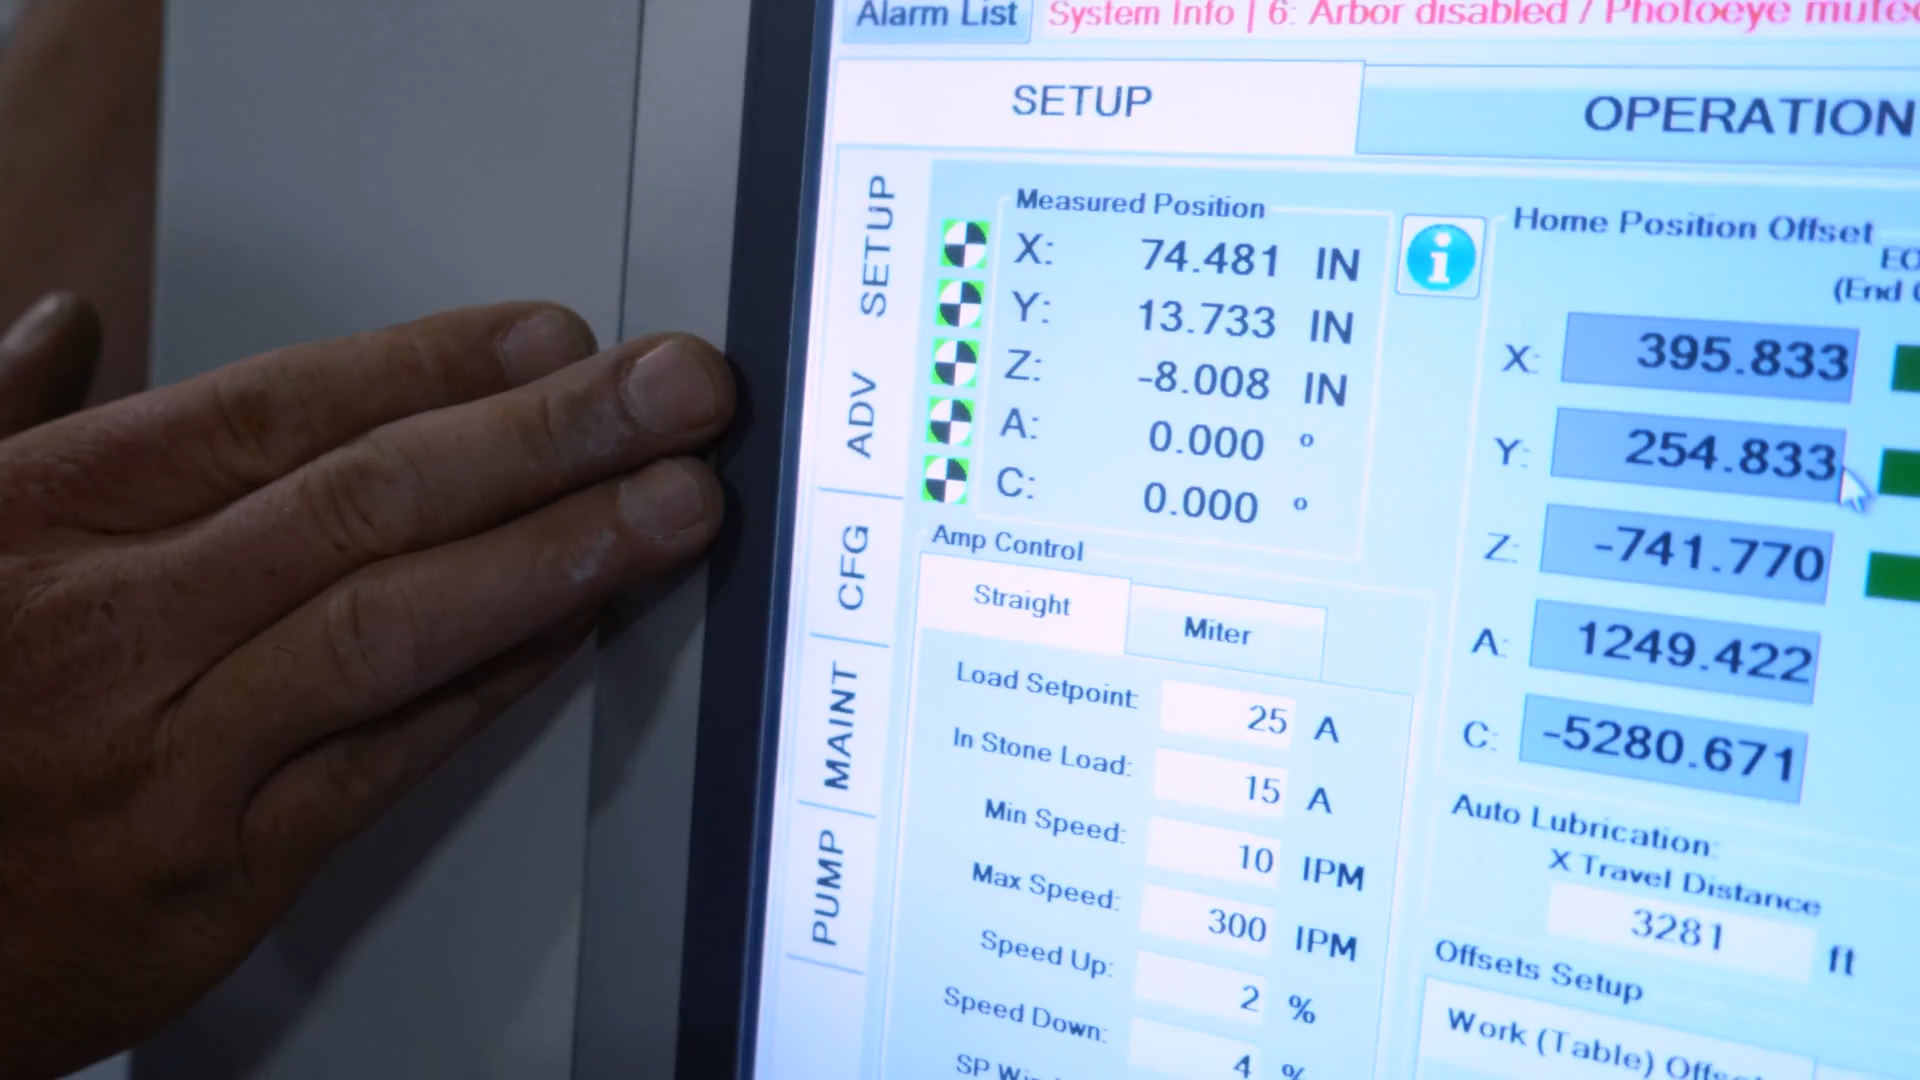 Alarm List
System Info | 6: Arbor disabled / Photoeye muted
SETUP
OPERATION
SETUP
ADV
CFG
MAINT
PUMP
Measured Position
X: 74.481 IN
Y: 13.733 IN
Z: -8.008 IN
A: 0.000 °
C: 0.000 °
i
Home Position Offset
(End
X: 395.833
Y: 254.833
Z: -741.770
A: 1249.422
C: -5280.671
Amp Control
Straight
Miter
Load Setpoint: 25 A
In Stone Load: 15 A
Min Speed: 10 IPM
Max Speed: 300 IPM
Speed Up: 2 %
Speed Down: 4 %
SP
Auto Lubrication:
X Travel Distance
3281 ft
Offsets Setup
Work (Table)